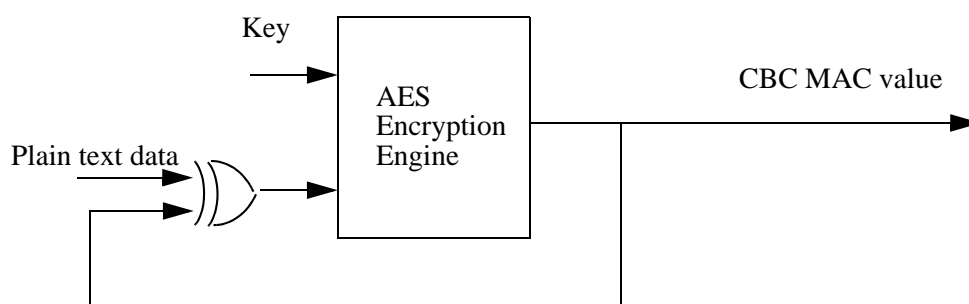 Key
CBC MAC value
AES
Encryption
Engine
Plain text data